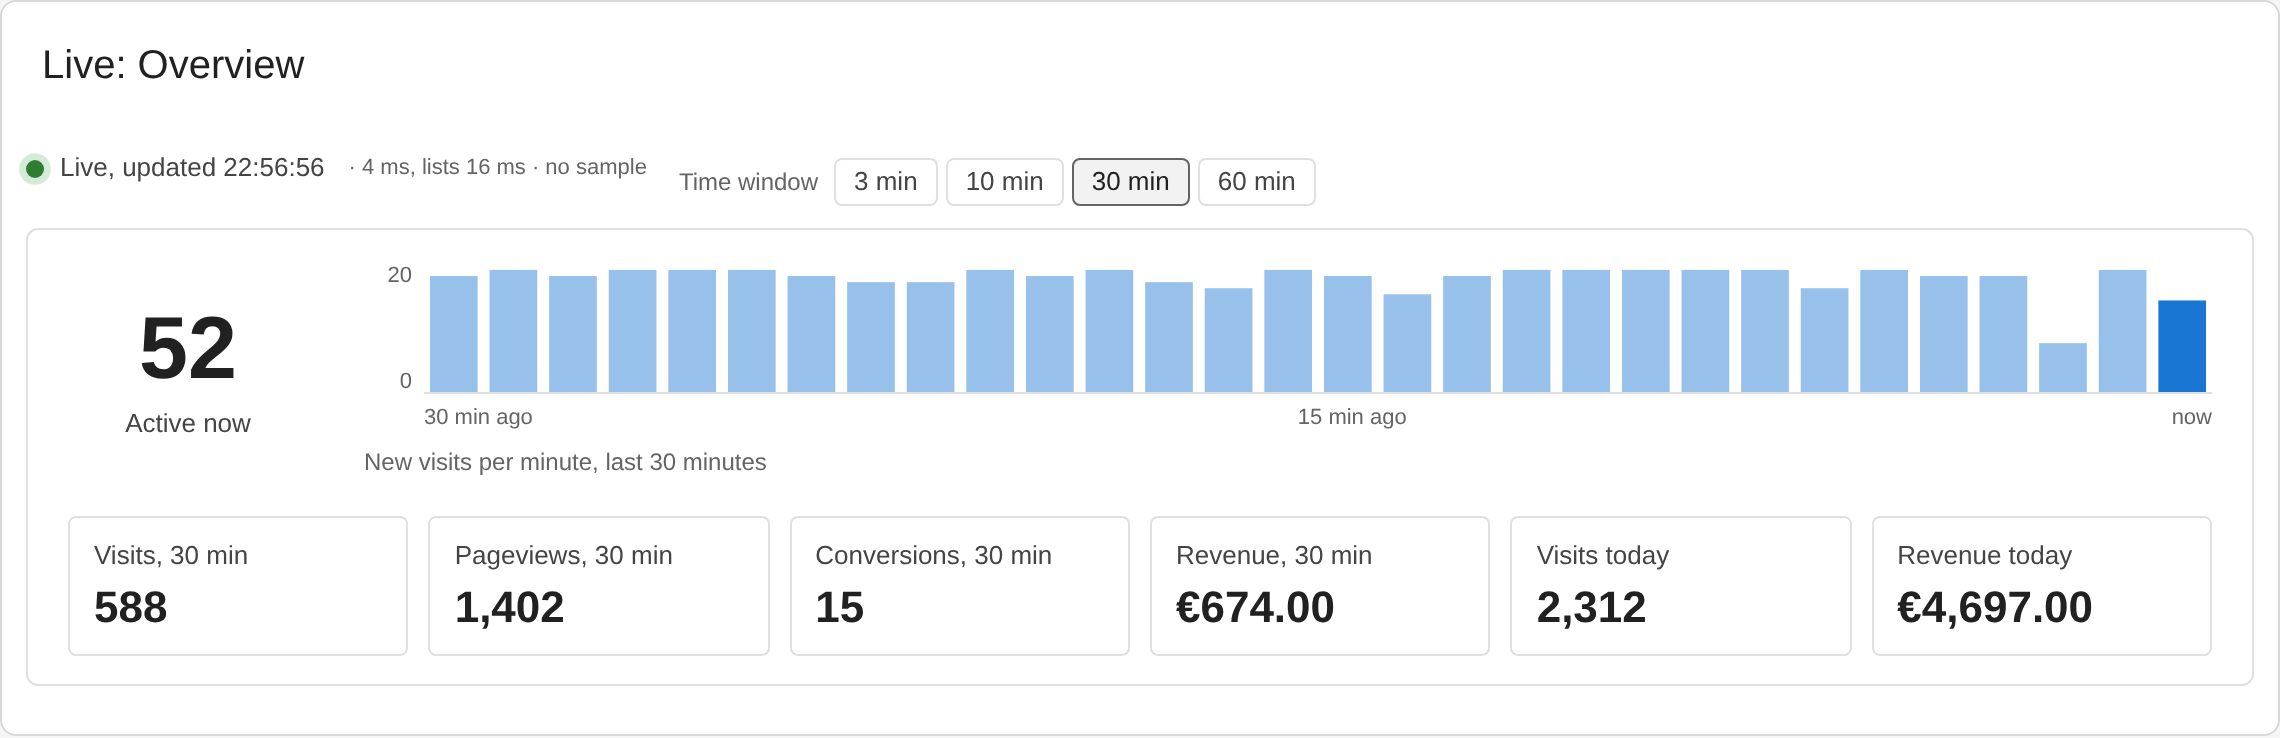 Live: Overview
Live, updated 22:56:56 · 4 ms, lists 16 ms · no sample
Time window 3 min 10 min 30 min 60 min
20
0
30 min ago 15 min ago now
52
Active now
New visits per minute, last 30 minutes
Visits, 30 min
588
Pageviews, 30 min
1,402
Conversions, 30 min
15
Revenue, 30 min
€674.00
Visits today
2,312
Revenue today
€4,697.00